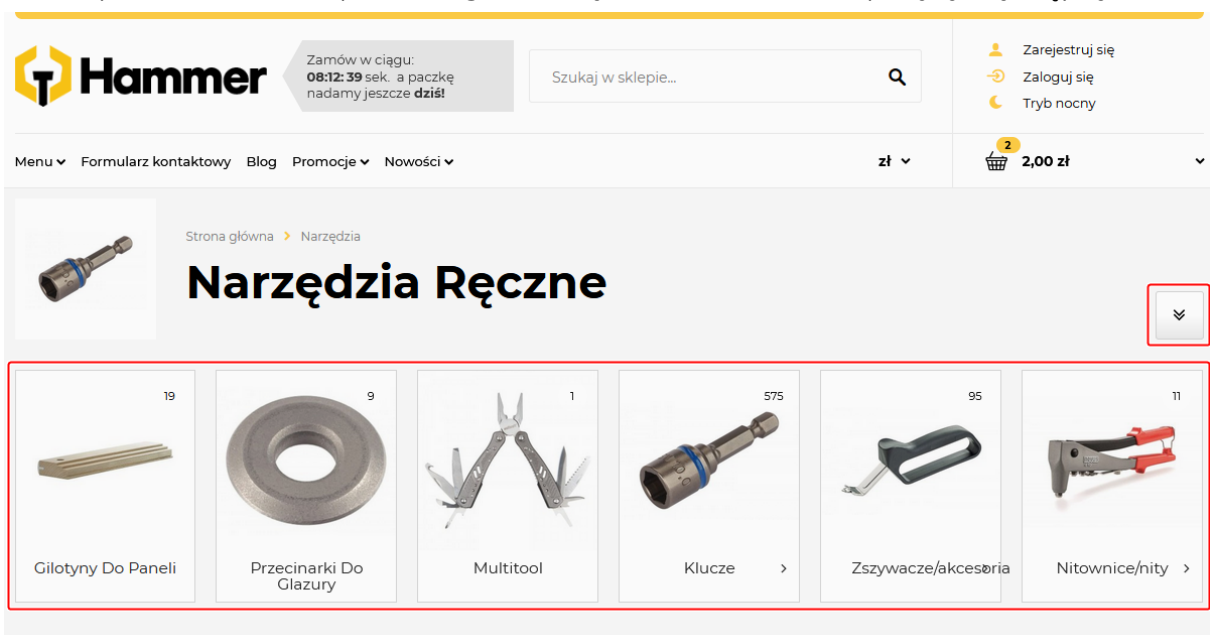 Hammer
Zamów w ciągu:
08:12: 39 sek. a paczkę
nadamy jeszcze dziś!
Szukaj w sklepie...
Zarejestruj się
Zaloguj się
Tryb nocny
Menu Formularz kontaktowy Blog Promocje Nowości zł
2
2,00 zł
Strona główna > Narzędzia
Narzędzia Ręczne
19
Gilotyny Do Paneli
9
Przecinarki Do
Glazury
1
Multitool
575
Klucze >
95
Zszywacze/akcesoria
11
Nitownice/nity >